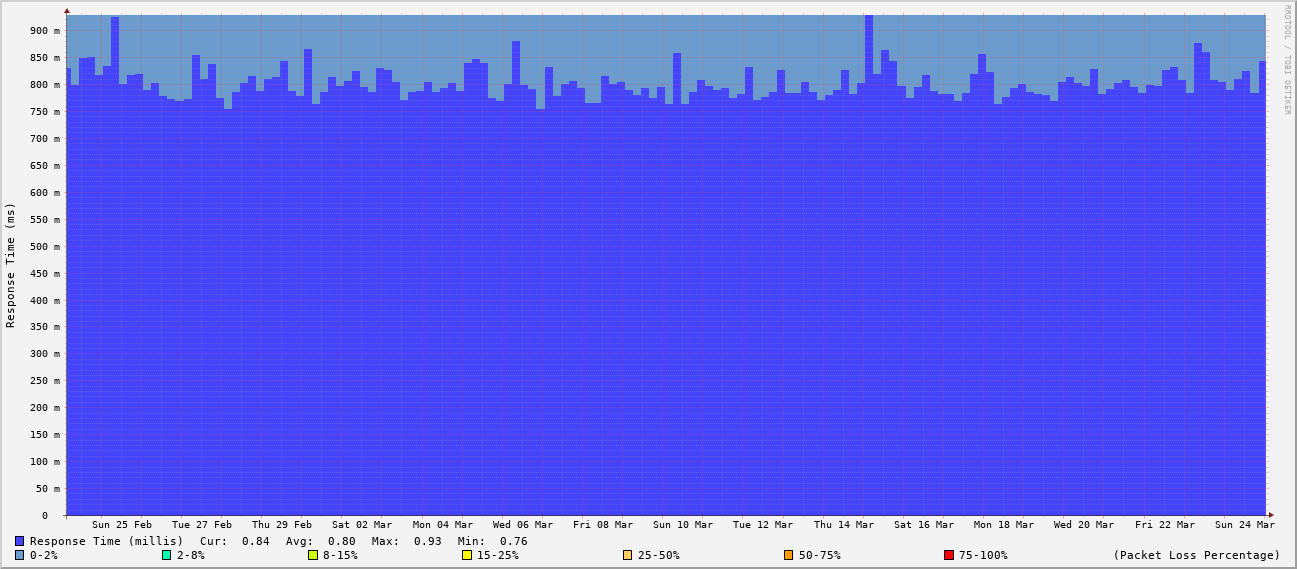 RRDTOOL / TOBI OETIKER
Response Time (ms)
900 m
850 m
800 m
750 m
700 m
650 m
600 m
550 m
500 m
450 m
400 m
350 m
300 m
250 m
200 m
150 m
100 m
50 m
0
Sun 25 Feb Tue 27 Feb Thu 29 Feb Sat 02 Mar Mon 04 Mar Wed 06 Mar Fri 08 Mar Sun 10 Mar Tue 12 Mar Thu 14 Mar Sat 16 Mar Mon 18 Mar Wed 20 Mar Fri 22 Mar Sun 24 Mar
Response Time (millis) Cur: 0.84 Avg: 0.80 Max: 0.93 Min: 0.76
0-2% 2-8% 8-15% 15-25% 25-50% 50-75% 75-100% (Packet Loss Percentage)